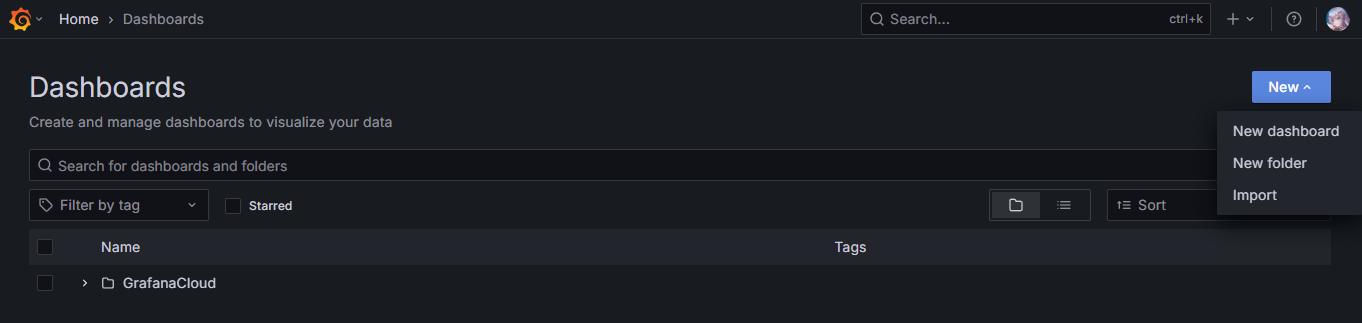 Home › Dashboards
Search...
ctrl+k
Dashboards
New
Create and manage dashboards to visualize your data
New dashboard
New folder
Import
Search for dashboards and folders
Filter by tag
Starred
Sort
Name
Tags
GrafanaCloud